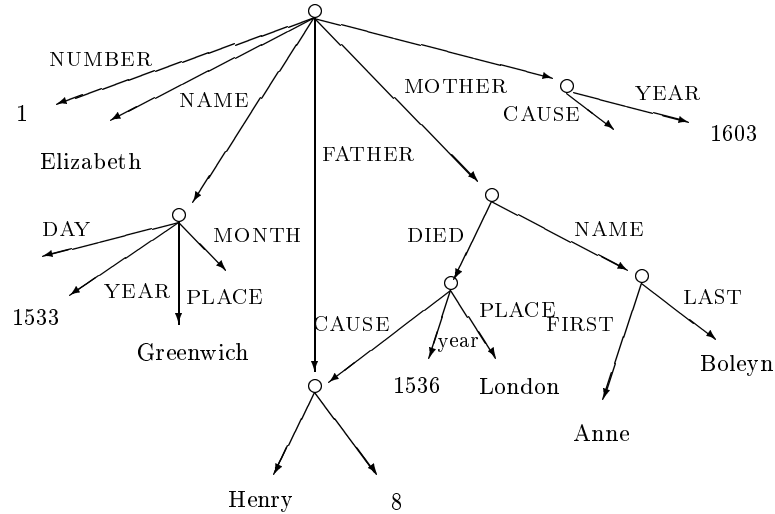 NUMBER
MOTHER
YEAR
NAME
CAUSE
1
1603
Elizabeth
FATHER
DAY
MONTH
DIED
NAME
YEAR
PLACE
LAST
1533
CAUSE
PLACE
FIRST
year
Greenwich
Boleyn
1536
London
Anne
Henry
8